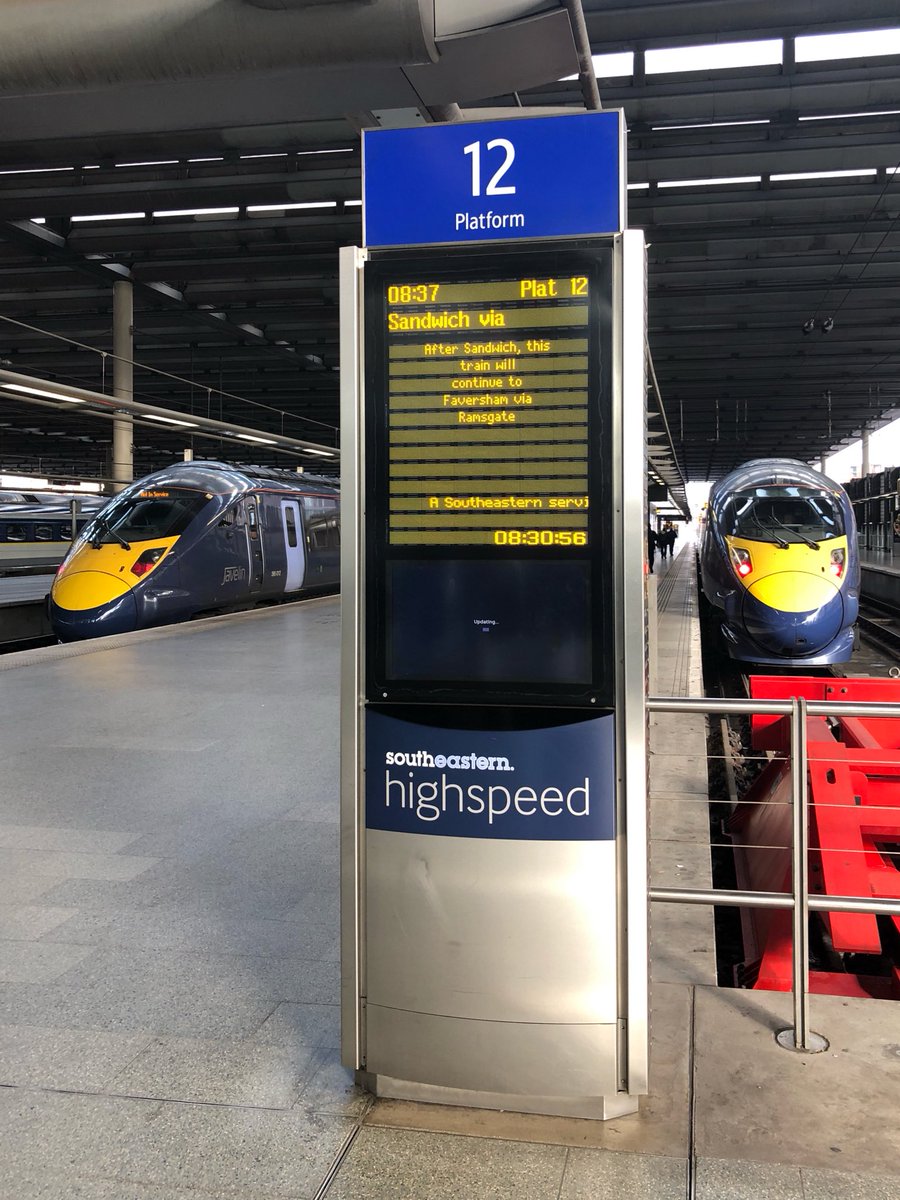 12
Platform
08:37 Plat 12
Sandwich via
After Sandwich, this
train will
continue to
Faversham via
Ramsgate
A Southeastern servi
08:30:56
Updating...
southeastern.
highspeed
Not In Service
Javelin